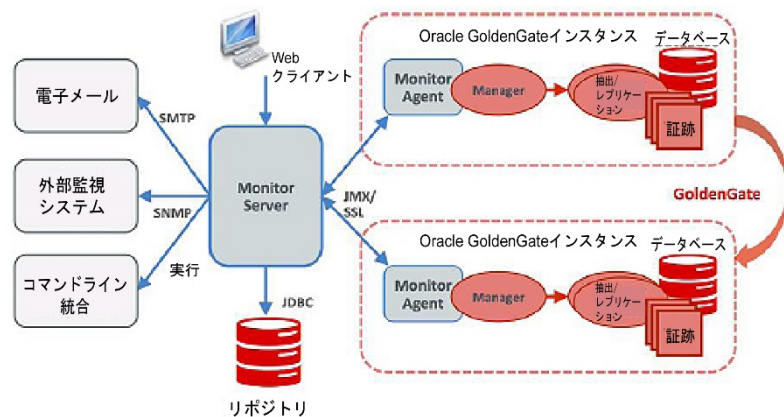 電子メール
外部監視
システム
コマンドライン
統合
SMTP
SNMP
実行
Web
クライアント
Monitor
Server
JDBC
リポジトリ
JMX/
SSL
Oracle GoldenGateインスタンス
データベース
Monitor
Agent
Manager
抽出/
レプリケー
ション
証跡
GoldenGate
Oracle GoldenGateインスタンス
データベース
Monitor
Agent
Manager
抽出/
レプリケー
ション
証跡